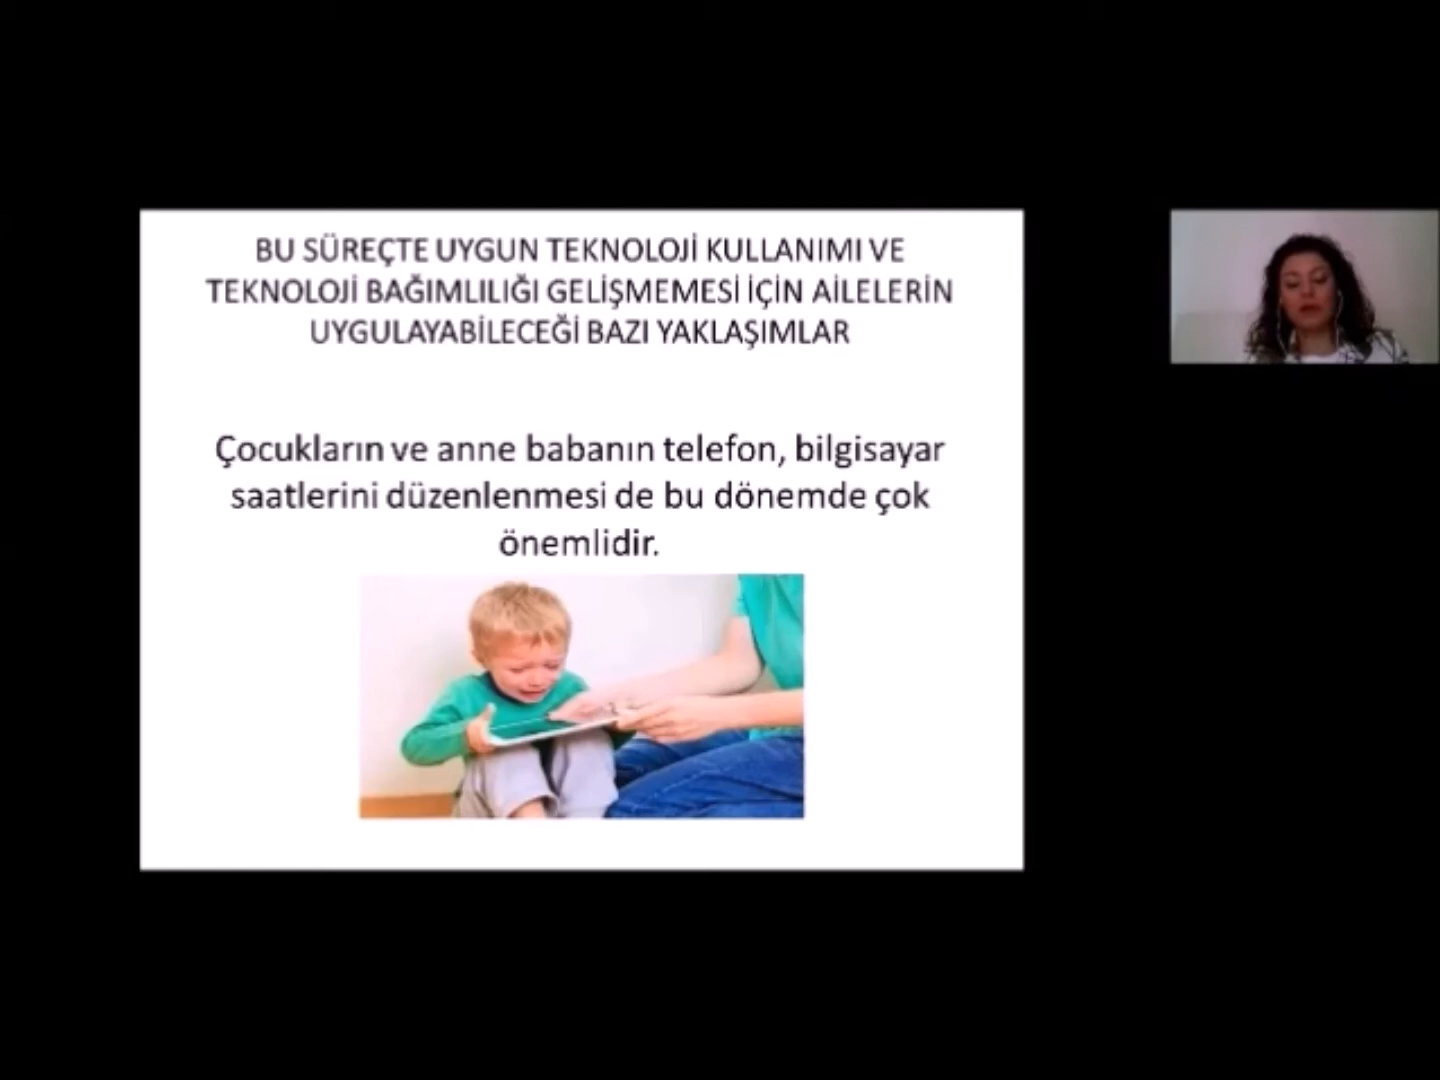 BU SÜREÇTE UYGUN TEKNOLOJİ KULLANIMI VE
TEKNOLOJİ BAĞIMLILIĞI GELİŞMEMESİ İÇİN AİLELERİN
UYGULAYABİLECEĞİ BAZI YAKLAŞIMLAR
Çocukların ve anne babanın telefon, bilgisayar
saatlerini düzenlenmesi de bu dönemde çok
önemlidir.